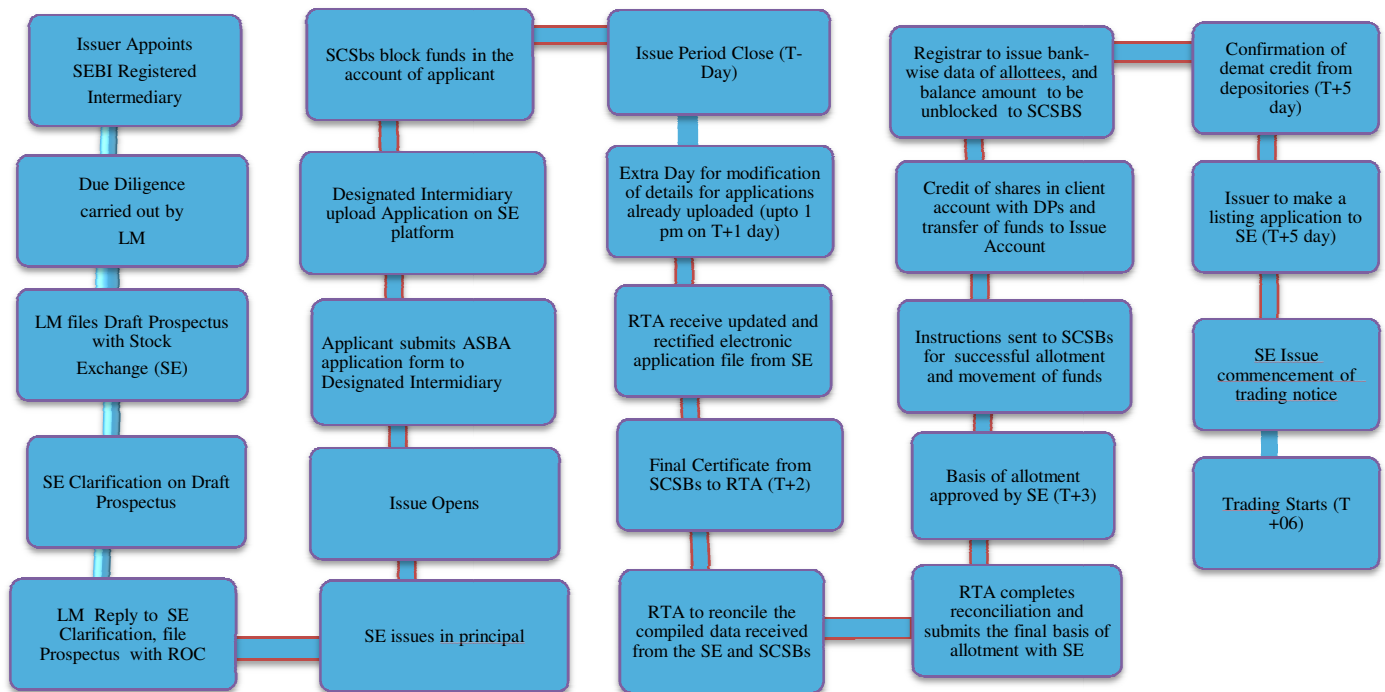 Issuer Appoints
SEBI Registered
Intermediary
Due Diligence
carried out by
LM
LM files Draft Prospectus
with Stock
Exchange (SE)
SE Clarification on Draft
Prospectus
LM Reply to SE
Clarification, file
Prospectus with ROC
SE issues in principal
Issue Opens
Applicant submits ASBA
application form to
Designated Intermidiary
Designated Intermidiary
upload Application on SE
platform
SCSbs block funds in the
account of applicant
Issue Period Close (T-
Day)
Extra Day for modification
of details for applications
already uploaded (upto 1
pm on T+1 day)
RTA receive updated and
rectified electronic
application file from SE
Final Certificate from
SCSBs to RTA (T+2)
RTA to reconcile the
compiled data received
from the SE and SCSBs
RTA completes
reconciliation and
submits the final basis of
allotment with SE
Basis of allotment
approved by SE (T+3)
Instructions sent to SCSBs
for successful allotment
and movement of funds
Credit of shares in client
account with DPs and
transfer of funds to Issue
Account
Registrar to issue bank-
wise data of allottees, and
balance amount to be
unblocked to SCSBS
Confirmation of
demat credit from
depositories (T+5
day)
Issuer to make a
listing application to
SE (T+5 day)
SE Issue
commencement of
trading notice
Trading Starts (T
+06)